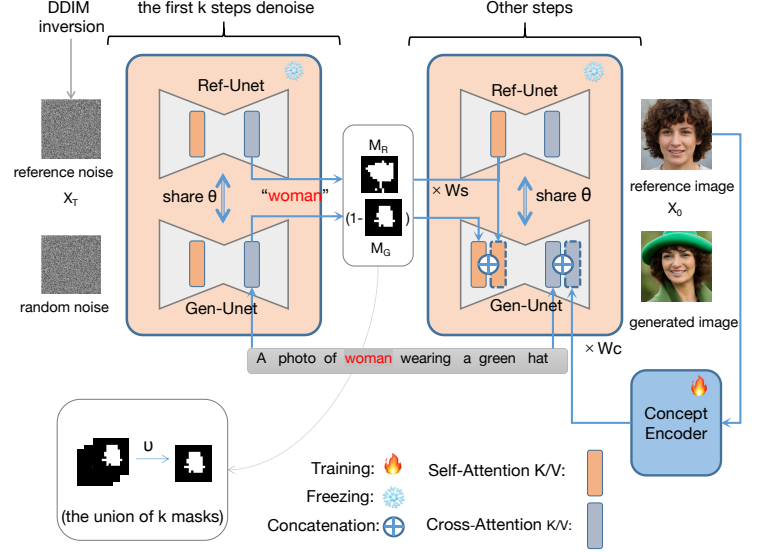 DDIM
inversion
the first k steps denoise
Other steps
Ref-Unet
Ref-Unet
reference noise
X_T
share θ
"woman"
M_R
(1- )
M_G
× Ws
share θ
reference image
X_0
random noise
Gen-Unet
Gen-Unet
generated image
A photo of woman wearing a green hat
× Wc
Concept
Encoder
υ
(the union of k masks)
Training:
Freezing:
Concatenation:
Self-Attention K/V:
Cross-Attention K/V: